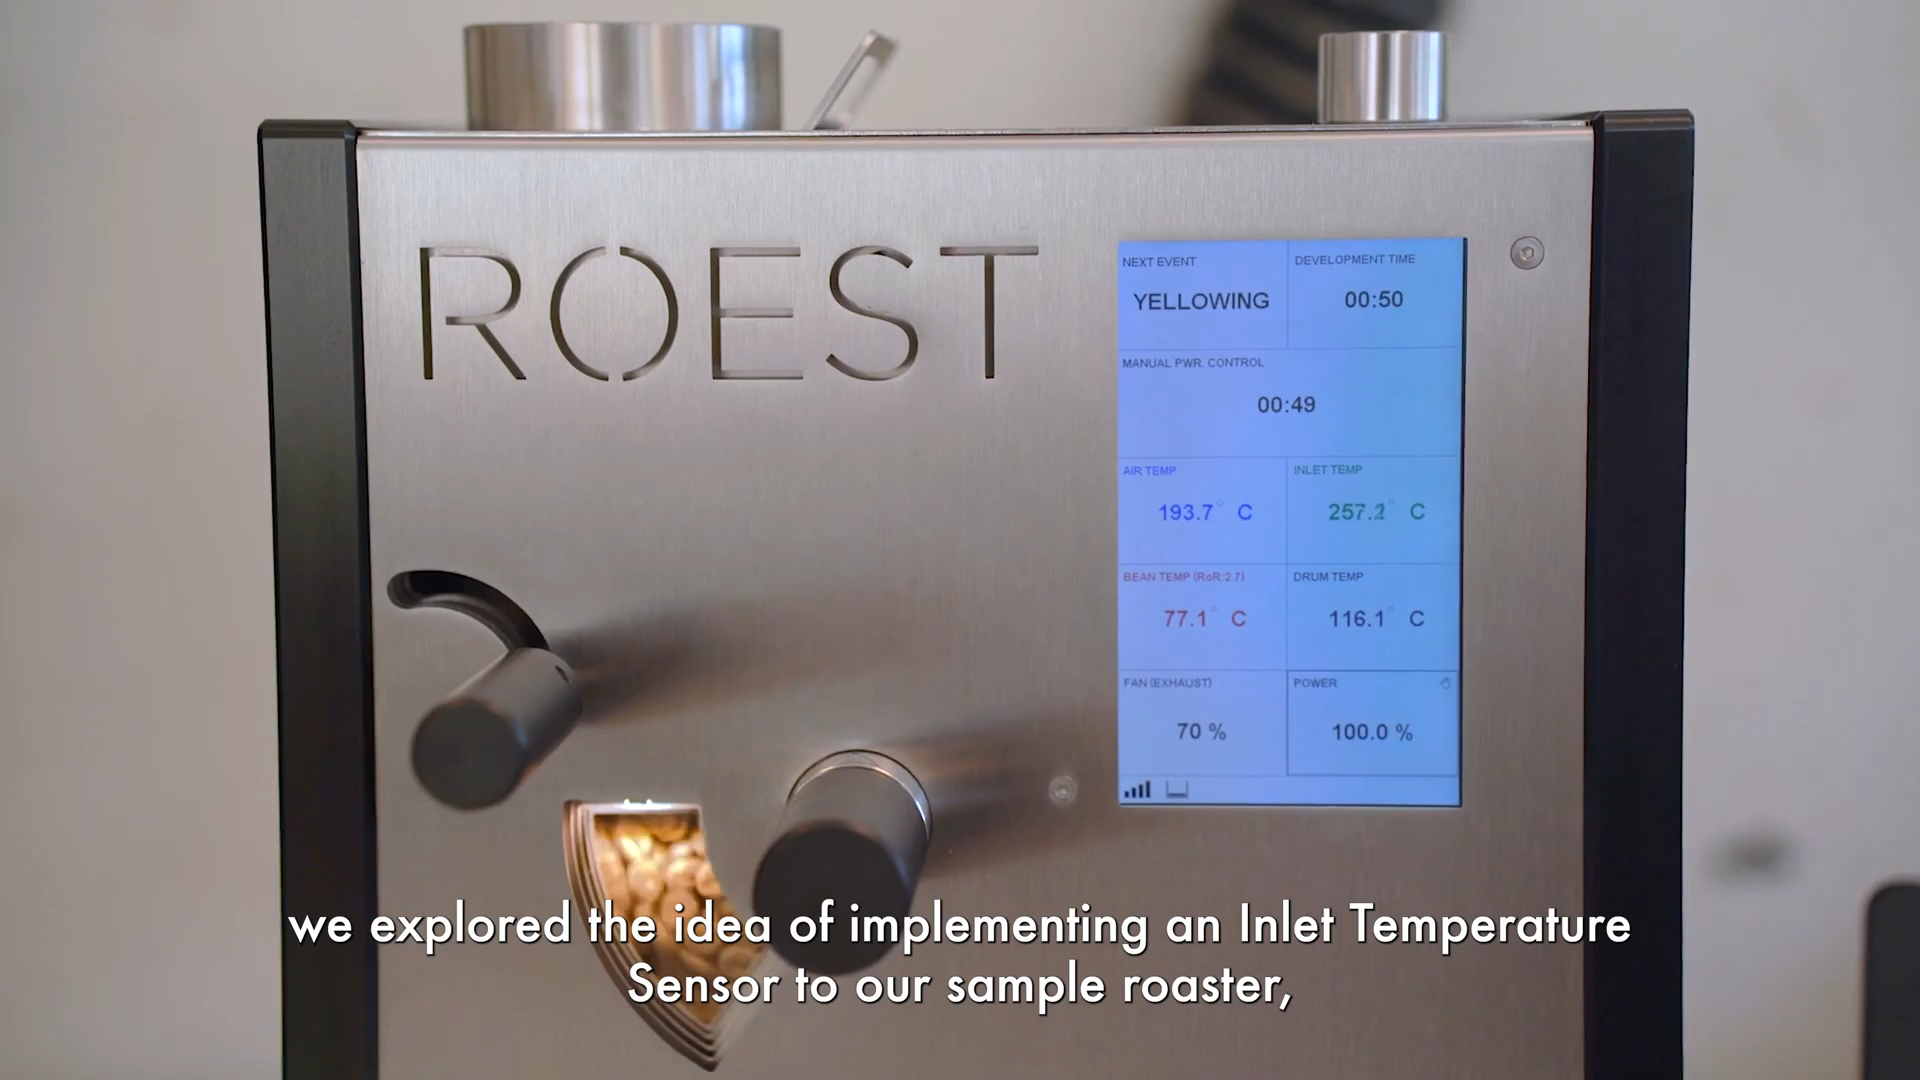 ROEST
NEXT EVENT
YELLOWING
DEVELOPMENT TIME
00:50
MANUAL PWR. CONTROL
00:49
AIR TEMP
193.7° C
INLET TEMP
257.2° C
BEAN TEMP (RoR:2.7)
77.1° C
DRUM TEMP
116.1° C
FAN (EXHAUST)
70 %
POWER
100.0 %
we explored the idea of implementing an Inlet Temperature
Sensor to our sample roaster,